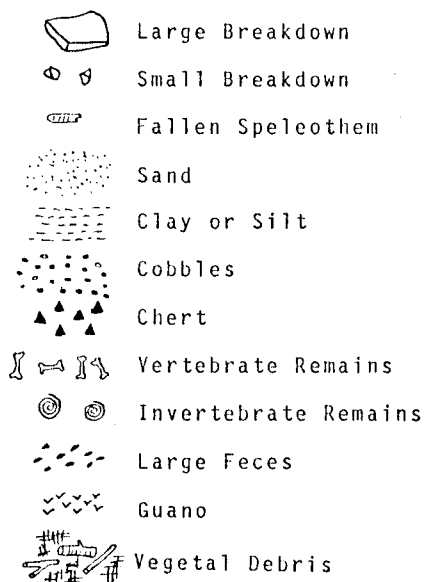 Large Breakdown
Small Breakdown
Fallen Speleothem
Sand
Clay or Silt
Cobbles
Chert
Vertebrate Remains
Invertebrate Remains
Large Feces
Guano
Vegetal Debris